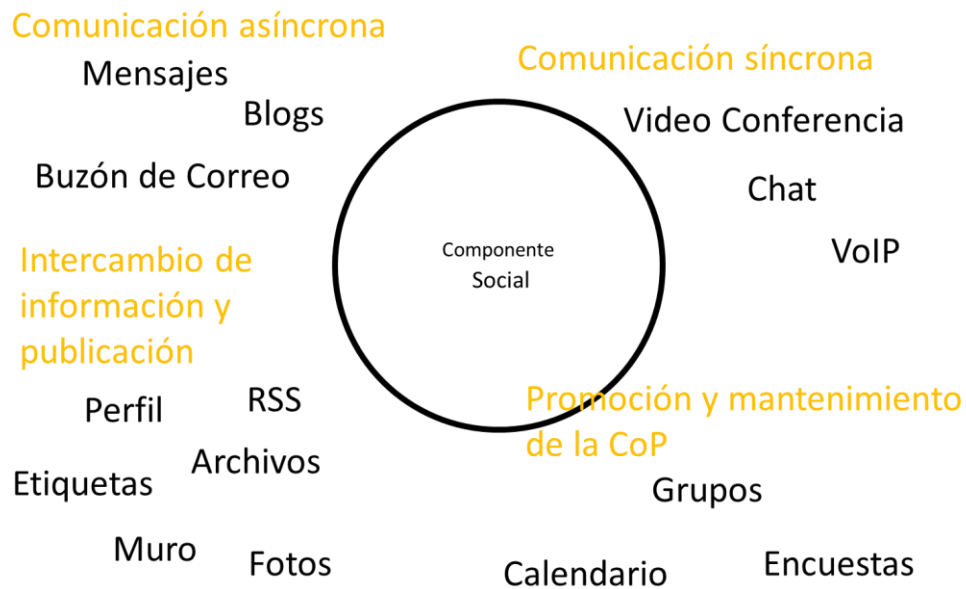 Comunicación asíncrona
Mensajes
Blogs
Buzón de Correo
Comunicación síncrona
Video Conferencia
Chat
VoIP
Componente
Social
Intercambio de
información y
publicación
Perfil
RSS
Archivos
Etiquetas
Muro
Fotos
Promoción y mantenimiento
de la CoP
Grupos
Calendario
Encuestas